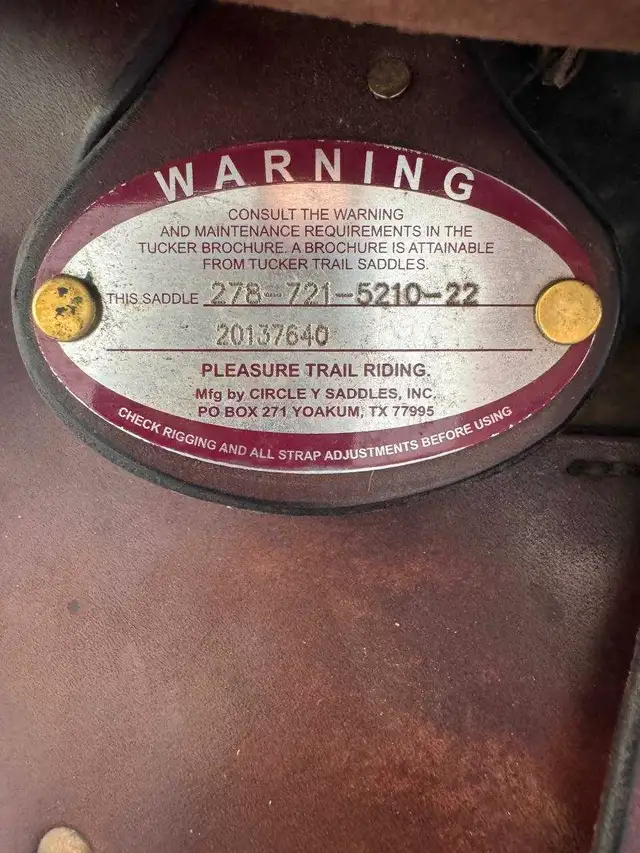 WARNING
CONSULT THE WARNING
AND MAINTENANCE REQUIREMENTS IN THE
TUCKER BROCHURE. A BROCHURE IS ATTAINABLE
FROM TUCKER TRAIL SADDLES.
THIS SADDLE 278-721-5210-22
20137640
PLEASURE TRAIL RIDING.
Mfg by CIRCLE Y SADDLES, INC.
PO BOX 271 YOAKUM, TX 77995
CHECK RIGGING AND ALL STRAP ADJUSTMENTS BEFORE USING